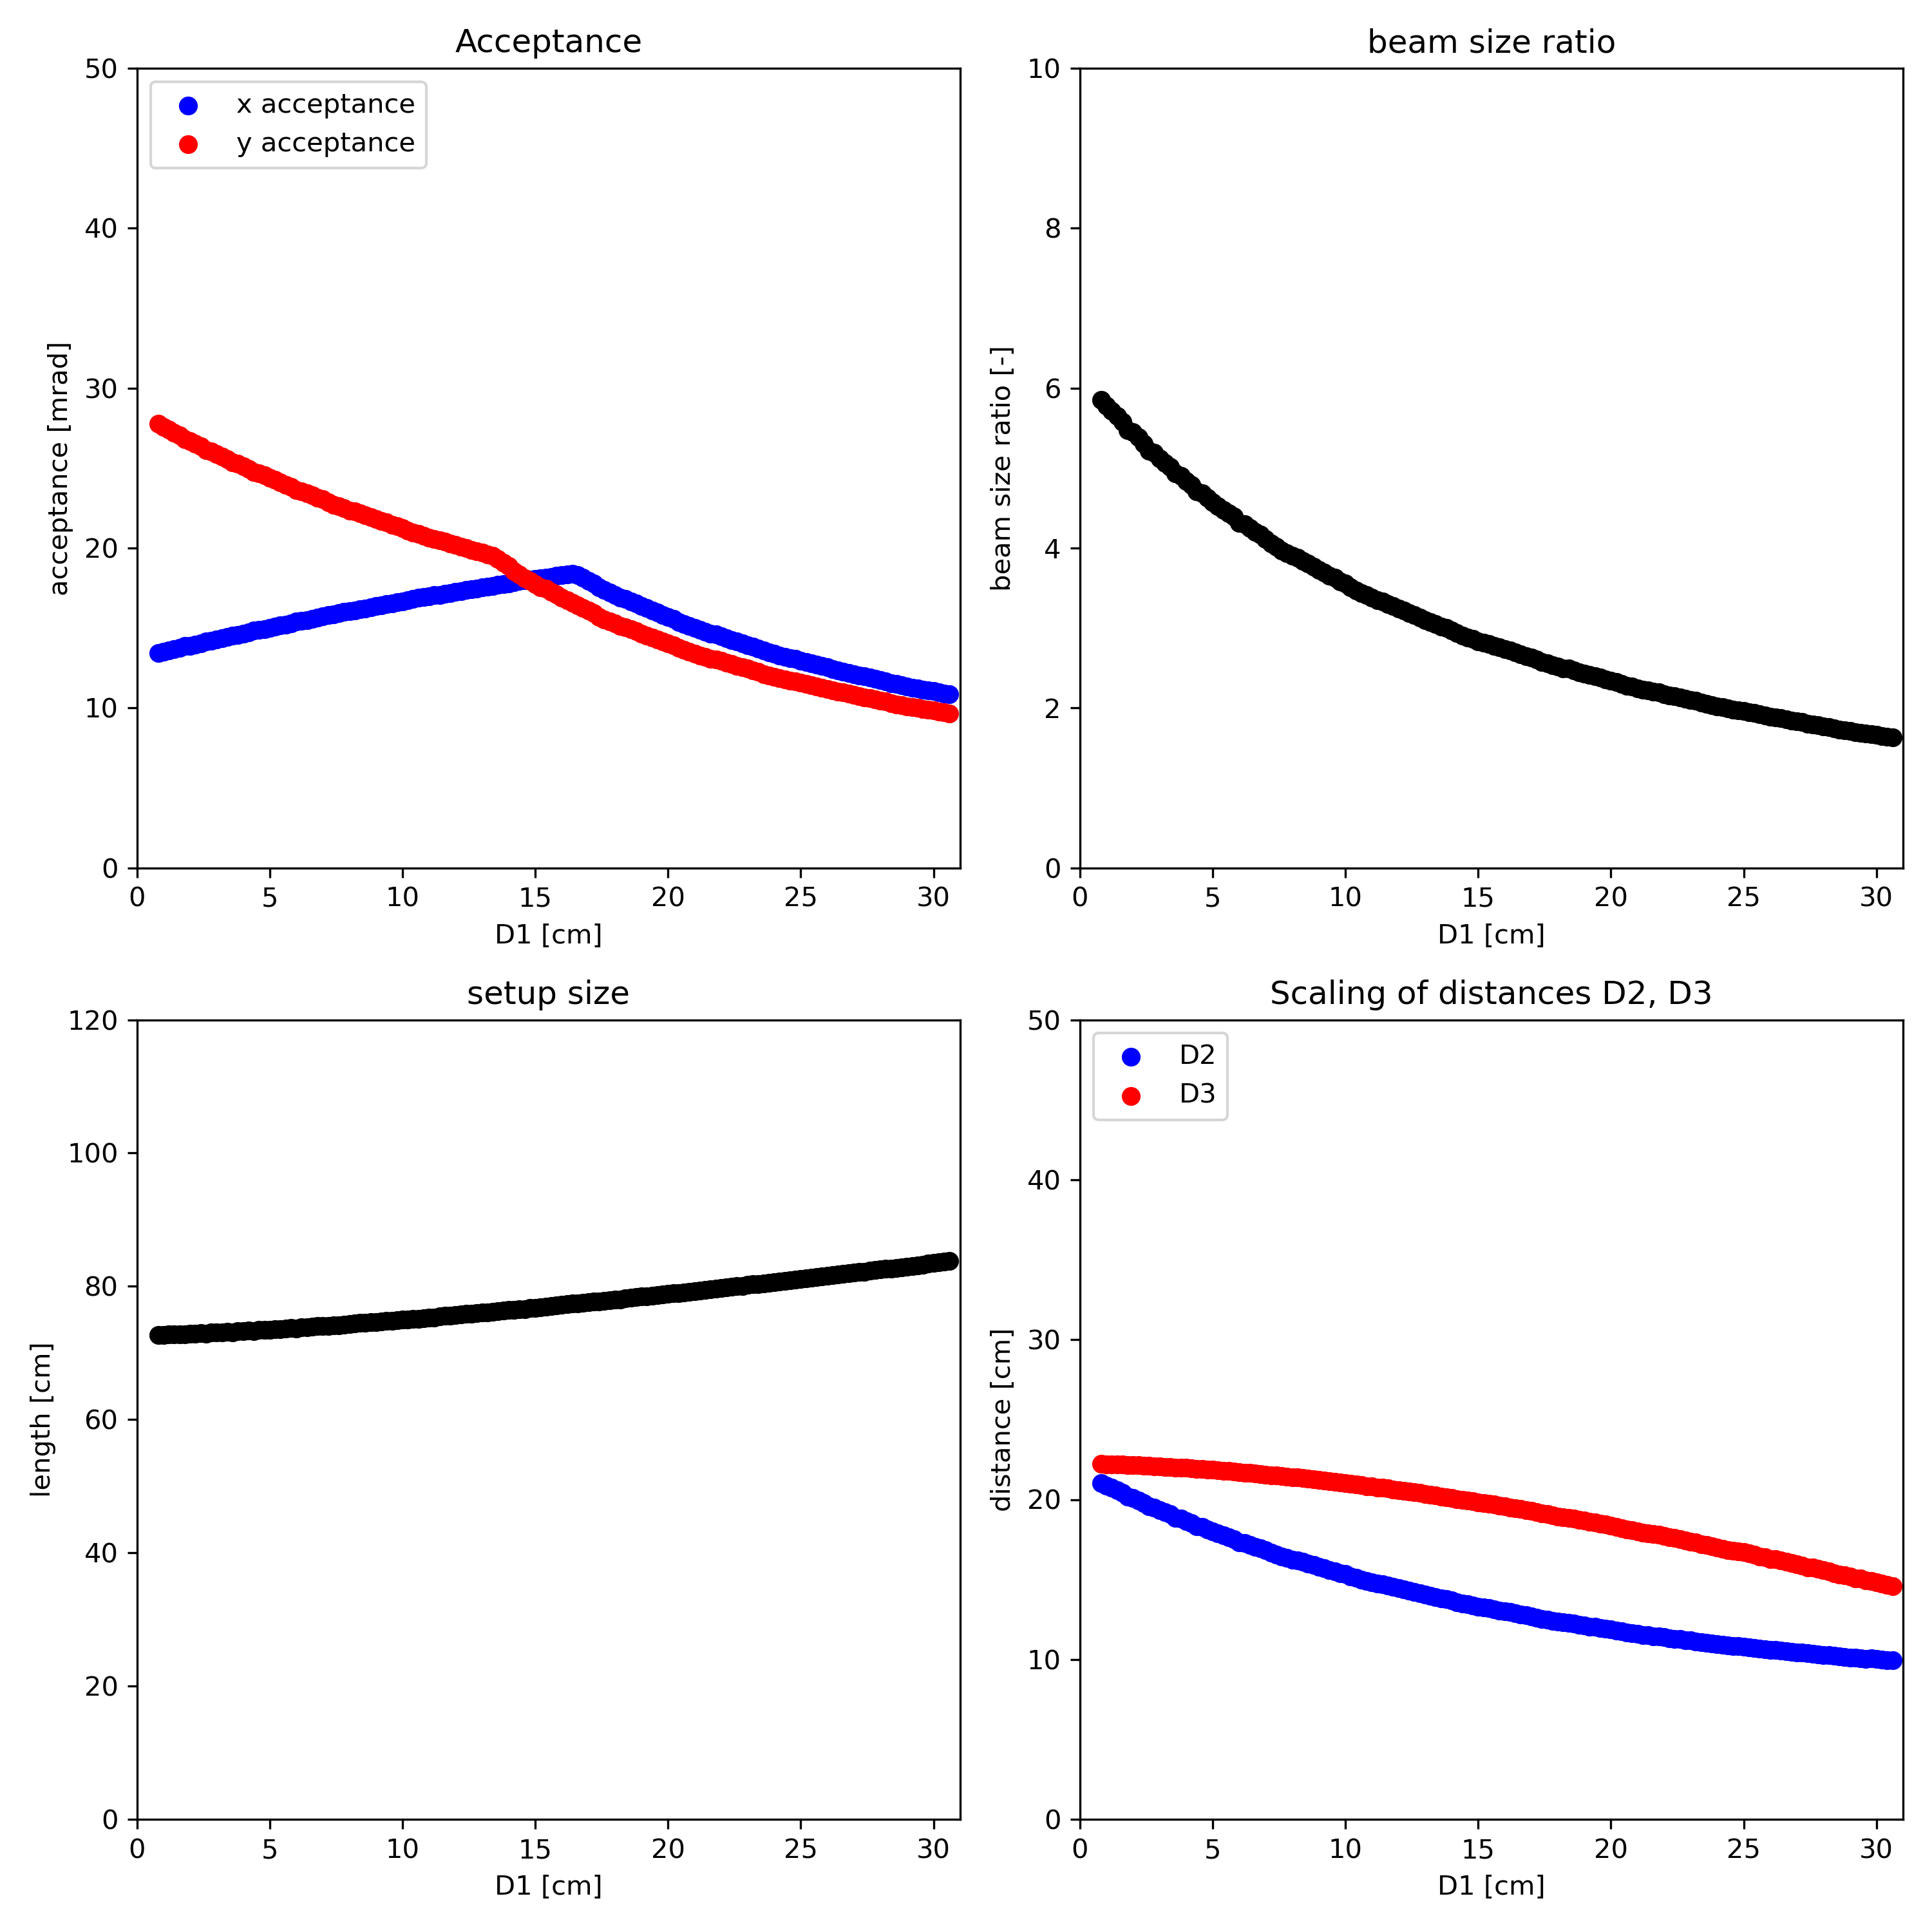 Acceptance
50
40
30
20
10
0
acceptance [mrad]
x acceptance
y acceptance
0 5 10 15 20 25 30
D1 [cm]
beam size ratio
10
8
6
4
2
0
beam size ratio [-]
0 5 10 15 20 25 30
D1 [cm]
setup size
120
100
80
60
40
20
0
length [cm]
0 5 10 15 20 25 30
D1 [cm]
Scaling of distances D2, D3
50
40
30
20
10
0
distance [cm]
D2
D3
0 5 10 15 20 25 30
D1 [cm]